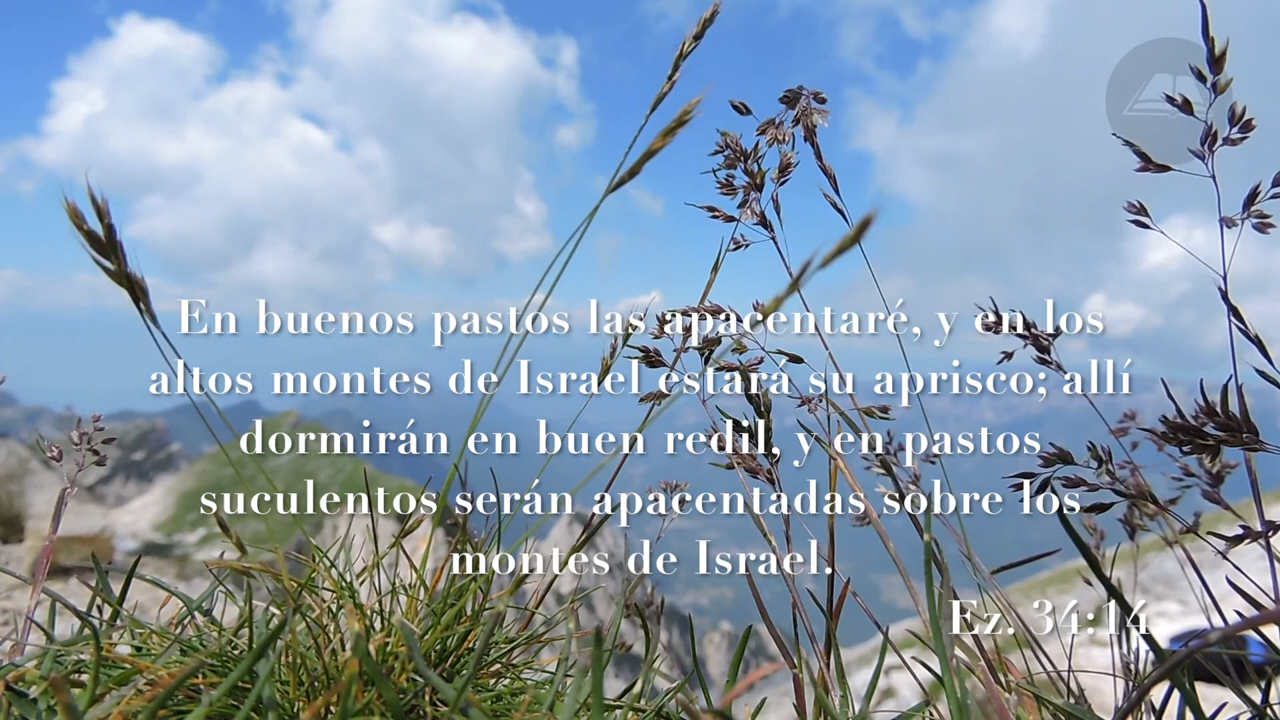 En buenos pastos las apacentaré, y en los
altos montes de Israel estará su aprisco; allí
dormirán en buen redil, y en pastos
suculentos serán apacentadas sobre los
montes de Israel.
Ez. 34:14